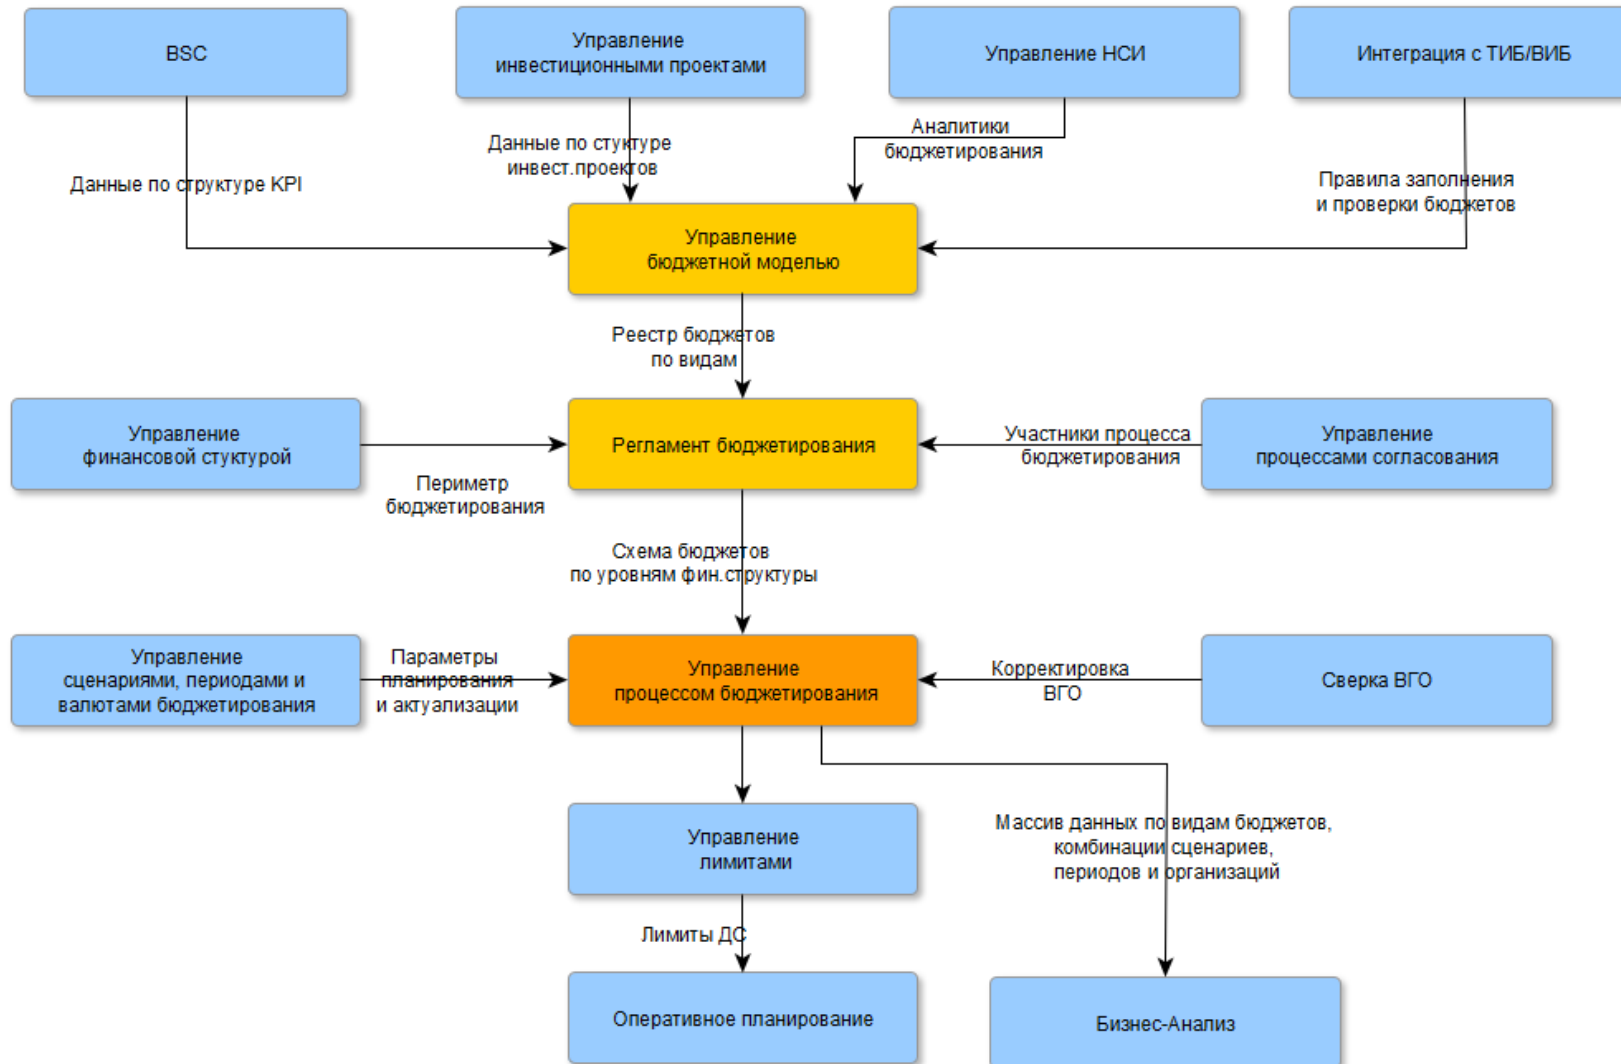 BSC
Управление
инвестиционными проектами
Управление НСИ
Интеграция с ТИБ/ВИБ
Данные по структуре KPI
Данные по стуктуре
инвест.проектов
Аналитики
бюджетирования
Правила заполнения
и проверки бюджетов
Управление
бюджетной моделью
Реестр бюджетов
по видам
Управление
финансовой стуктурой
Периметр
бюджетирования
Регламент бюджетирования
Участники процесса
бюджетирования
Управление
процессами согласования
Схема бюджетов
по уровням фин.структуры
Управление
сценариями, периодами и
валютами бюджетирования
Параметры
планирования
и актуализации
Управление
процессом бюджетирования
Корректировка
ВГО
Сверка ВГО
Управление
лимитами
Массив данных по видам бюджетов,
комбинации сценариев,
периодов и организаций
Лимиты ДС
Оперативное планирование
Бизнес-Анализ